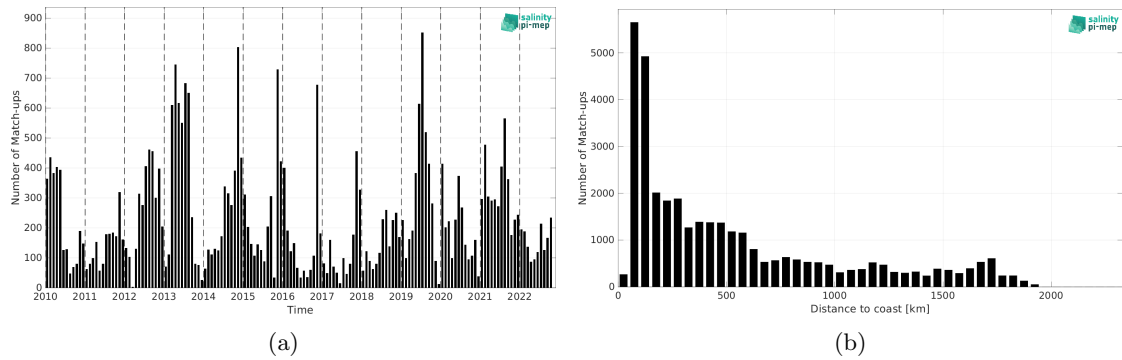 900
800
700
600
500
400
300
200
100
0
Number of Match-ups
2010 2011 2012 2013 2014 2015 2016 2017 2018 2019 2020 2021 2022
Time
salinity
pi-mep
(a)
5000
4000
3000
2000
1000
0
Number of Match-ups
0 500 1000 1500 2000
Distance to coast [km]
salinity
pi-mep
(b)